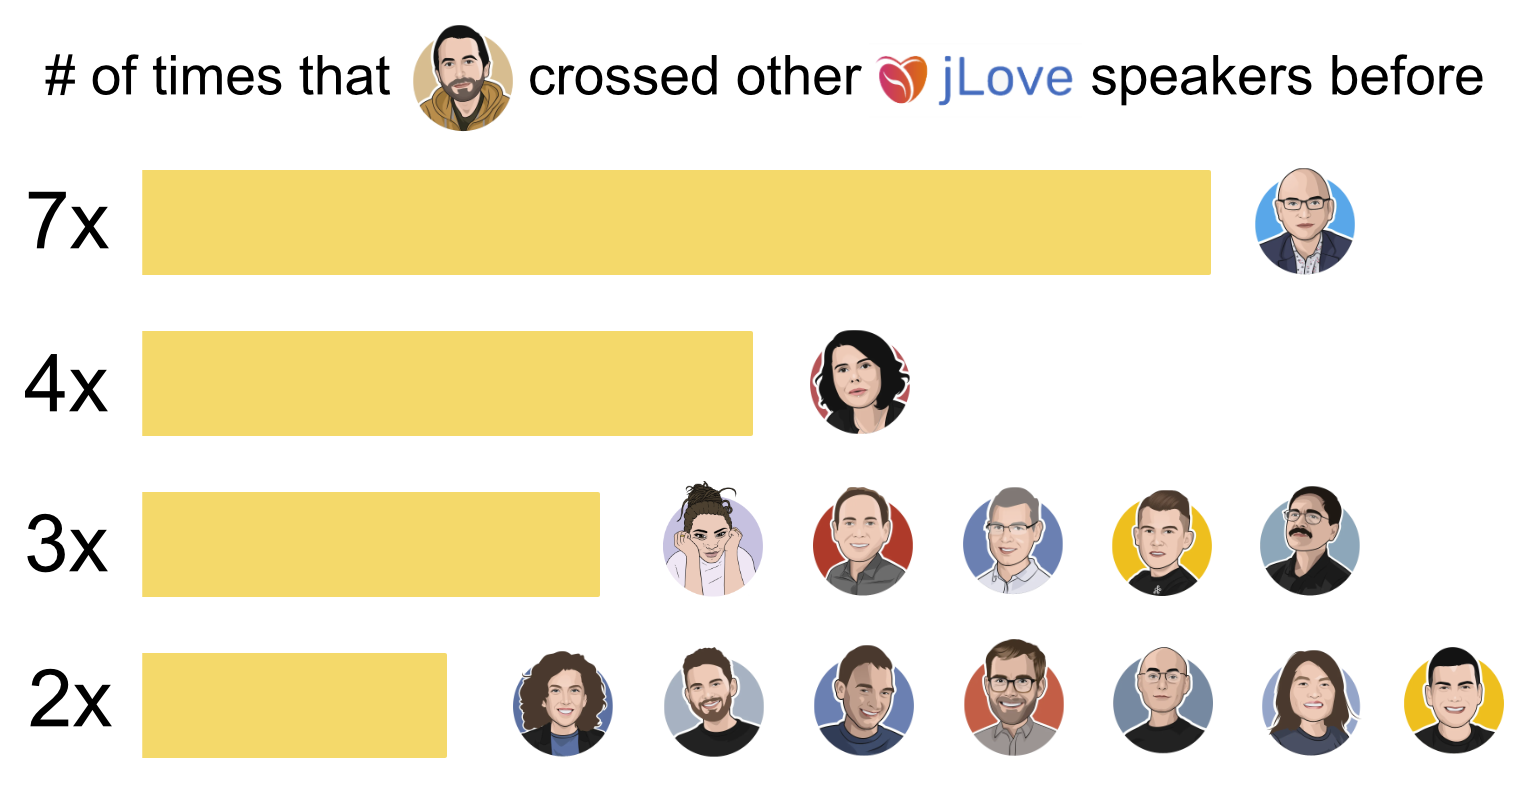 # of times that crossed other jLove speakers before
7x
4x
3x
2x